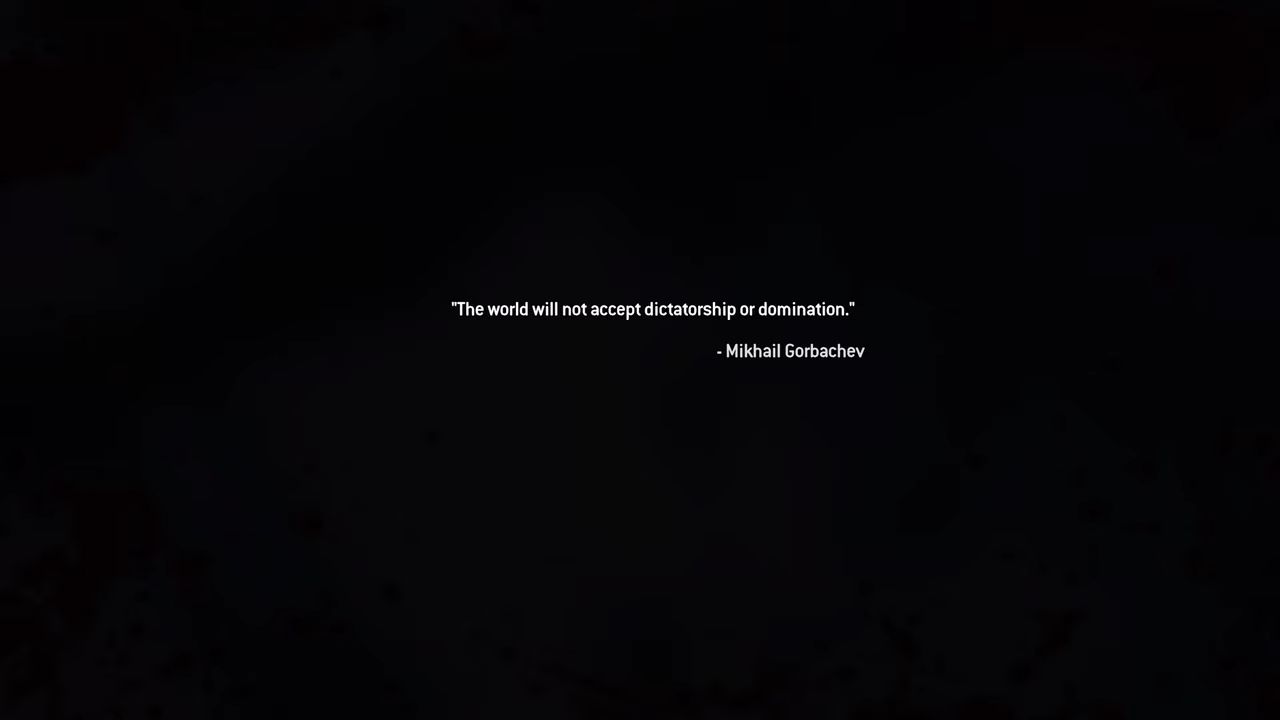 "The world will not accept dictatorship or domination."
- Mikhail Gorbachev